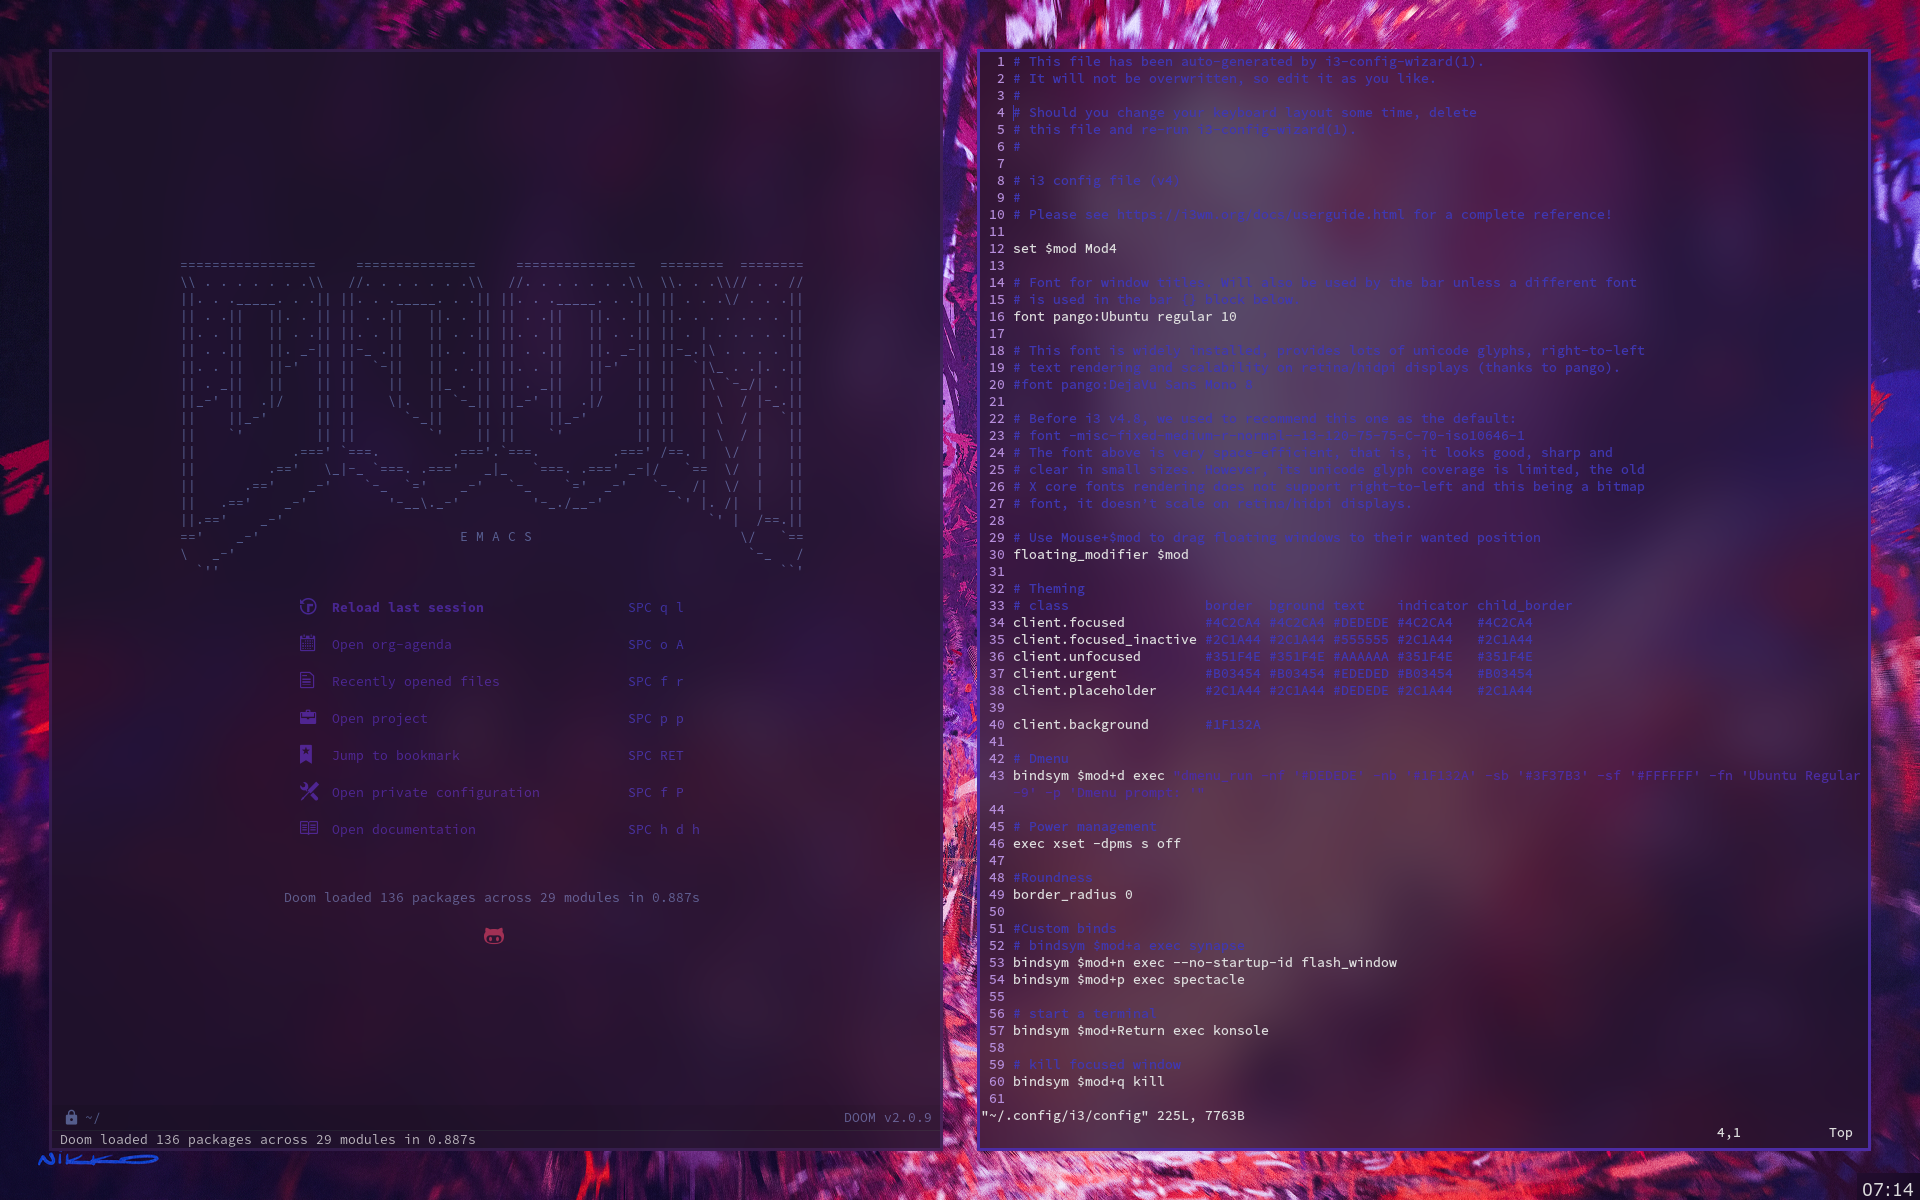 E M A C S
Reload last session SPC q l
Open org-agenda SPC o A
Recently opened files SPC f r
Open project SPC p p
Jump to bookmark SPC RET
Open private configuration SPC f P
Open documentation SPC h d h
Doom loaded 136 packages across 29 modules in 0.887s
~/ DOOM v2.0.9
Doom loaded 136 packages across 29 modules in 0.887s
NIKKO
1 # This file has been auto-generated by i3-config-wizard(1).
2 # It will not be overwritten, so edit it as you like.
3 #
4 # Should you change your keyboard layout some time, delete
5 # this file and re-run i3-config-wizard(1).
6 #
7
8 # i3 config file (v4)
9 #
10 # Please see https://i3wm.org/docs/userguide.html for a complete reference!
11
12 set $mod Mod4
13
14 # Font for window titles. Will also be used by the bar unless a different font
15 # is used in the bar {} block below.
16 font pango:Ubuntu regular 10
17
18 # This font is widely installed, provides lots of unicode glyphs, right-to-left
19 # text rendering and scalability on retina/hidpi displays (thanks to pango).
20 #font pango:DejaVu Sans Mono 8
21
22 # Before i3 v4.8, we used to recommend this one as the default:
23 # font -misc-fixed-medium-r-normal--13-120-75-75-C-70-iso10646-1
24 # The font above is very space-efficient, that is, it looks good, sharp and
25 # clear in small sizes. However, its unicode glyph coverage is limited, the old
26 # X core fonts rendering does not support right-to-left and this being a bitmap
27 # font, it doesn't scale on retina/hidpi displays.
28
29 # Use Mouse+$mod to drag floating windows to their wanted position
30 floating_modifier $mod
31
32 # Theming
33 # class border bground text indicator child_border
34 client.focused #4C2CA4 #4C2CA4 #DEDEDE #4C2CA4 #4C2CA4
35 client.focused_inactive #2C1A44 #2C1A44 #555555 #2C1A44 #2C1A44
36 client.unfocused #351F4E #351F4E #AAAAAA #351F4E #351F4E
37 client.urgent #B03454 #B03454 #EDEDED #B03454 #B03454
38 client.placeholder #2C1A44 #2C1A44 #DEDEDE #2C1A44 #2C1A44
39
40 client.background #1F132A
41
42 # Dmenu
43 bindsym $mod+d exec -sb '#3F37B3' -sf '#FFFFFF' -fn 'Ubuntu Regular
-9' -p 'Dmenu prompt: '"
44
45 # Power management
46 exec xset -dpms s off
47
48 #Roundness
49 border_radius 0
50
51 #Custom binds
52 # bindsym $mod+a exec synapse
53 bindsym $mod+n exec --no-startup-id flash_window
54 bindsym $mod+p exec spectacle
55
56 # start a terminal
57 bindsym $mod+Return exec konsole
58
59 # Kill focused window
60 bindsym $mod+q kill
61
"~/.config/i3/config" 225L, 7763B
4,1 Top
07:14